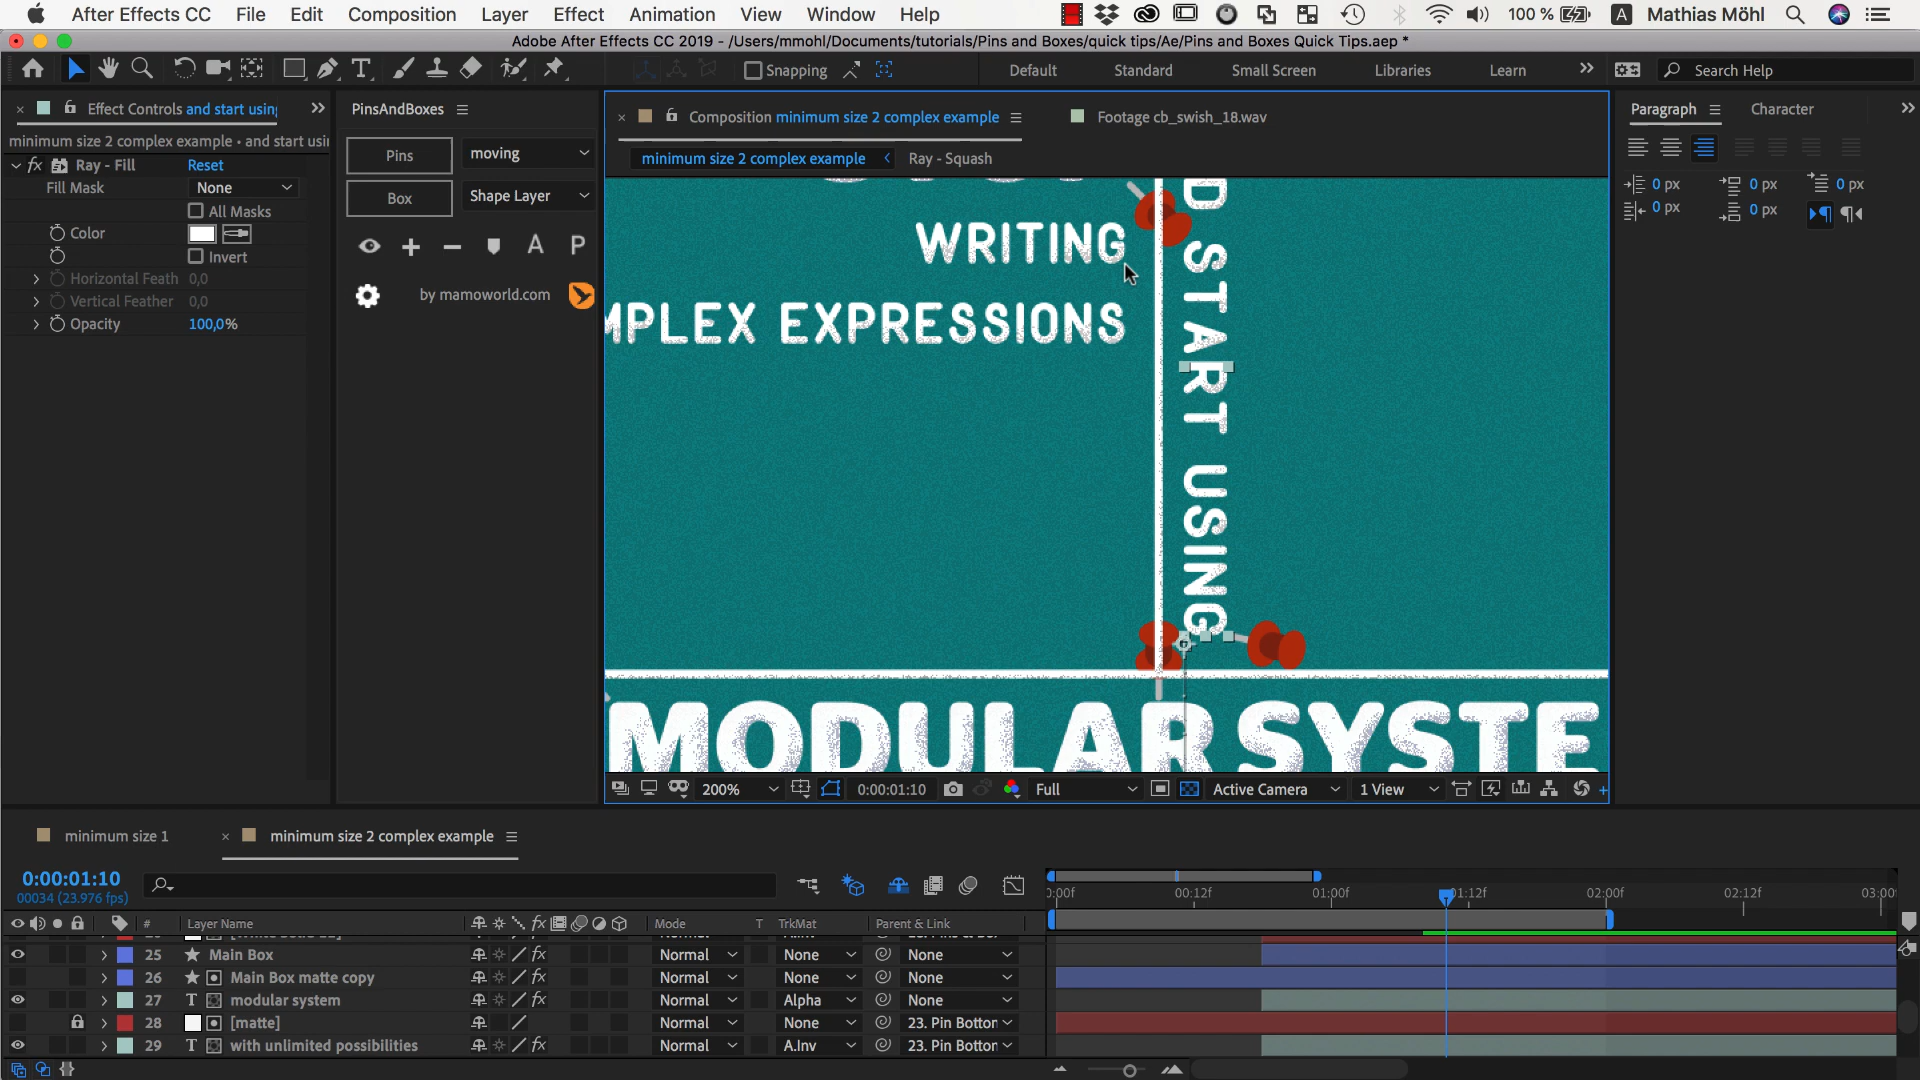 After Effects CC File Edit Composition Layer Effect Animation View Window Help 100 % A Mathias Möhl
Adobe After Effects CC 2019 - /Users/mmohl/Documents/tutorials/Pins and Boxes/quick tips/Ae/Pins and Boxes Quick Tips.aep *
Snapping Default Standard Small Screen Libraries Learn Search Help
Effect Controls and start using
PinsAndBoxes
Composition minimum size 2 complex example
Footage cb_swish_18.wav
Paragraph Character
minimum size 2 complex example • and start usi
minimum size 2 complex example Ray - Squash
fx Ray - Fill Reset
Fill Mask None
All Masks
Color
Invert
Horizontal Feath 0,0
Vertical Feather 0,0
Opacity 100,0%
Pins moving
Box Shape Layer
A P
by mamoworld.com
0 px 0 px 0 px
0 px 0 px
WRITING
MPLEX EXPRESSIONS
D START USING
MODULAR SYSTE
200% 0:00:01:10 Full Active Camera 1 View
minimum size 1
minimum size 2 complex example
0:00:01:10
00034 (23.976 fps)
:00f 00:12f 01:00f 01:12f 02:00f 02:12f 03:00
# Layer Name fx Mode T TrkMat Parent & Link
25 Main Box fx Normal None None
26 Main Box matte copy Normal None None
27 T modular system fx Normal Alpha None
28 [matte] Normal None 23. Pin Bottor
29 T with unlimited possibilities fx Normal A.Inv 23. Pin Bottor